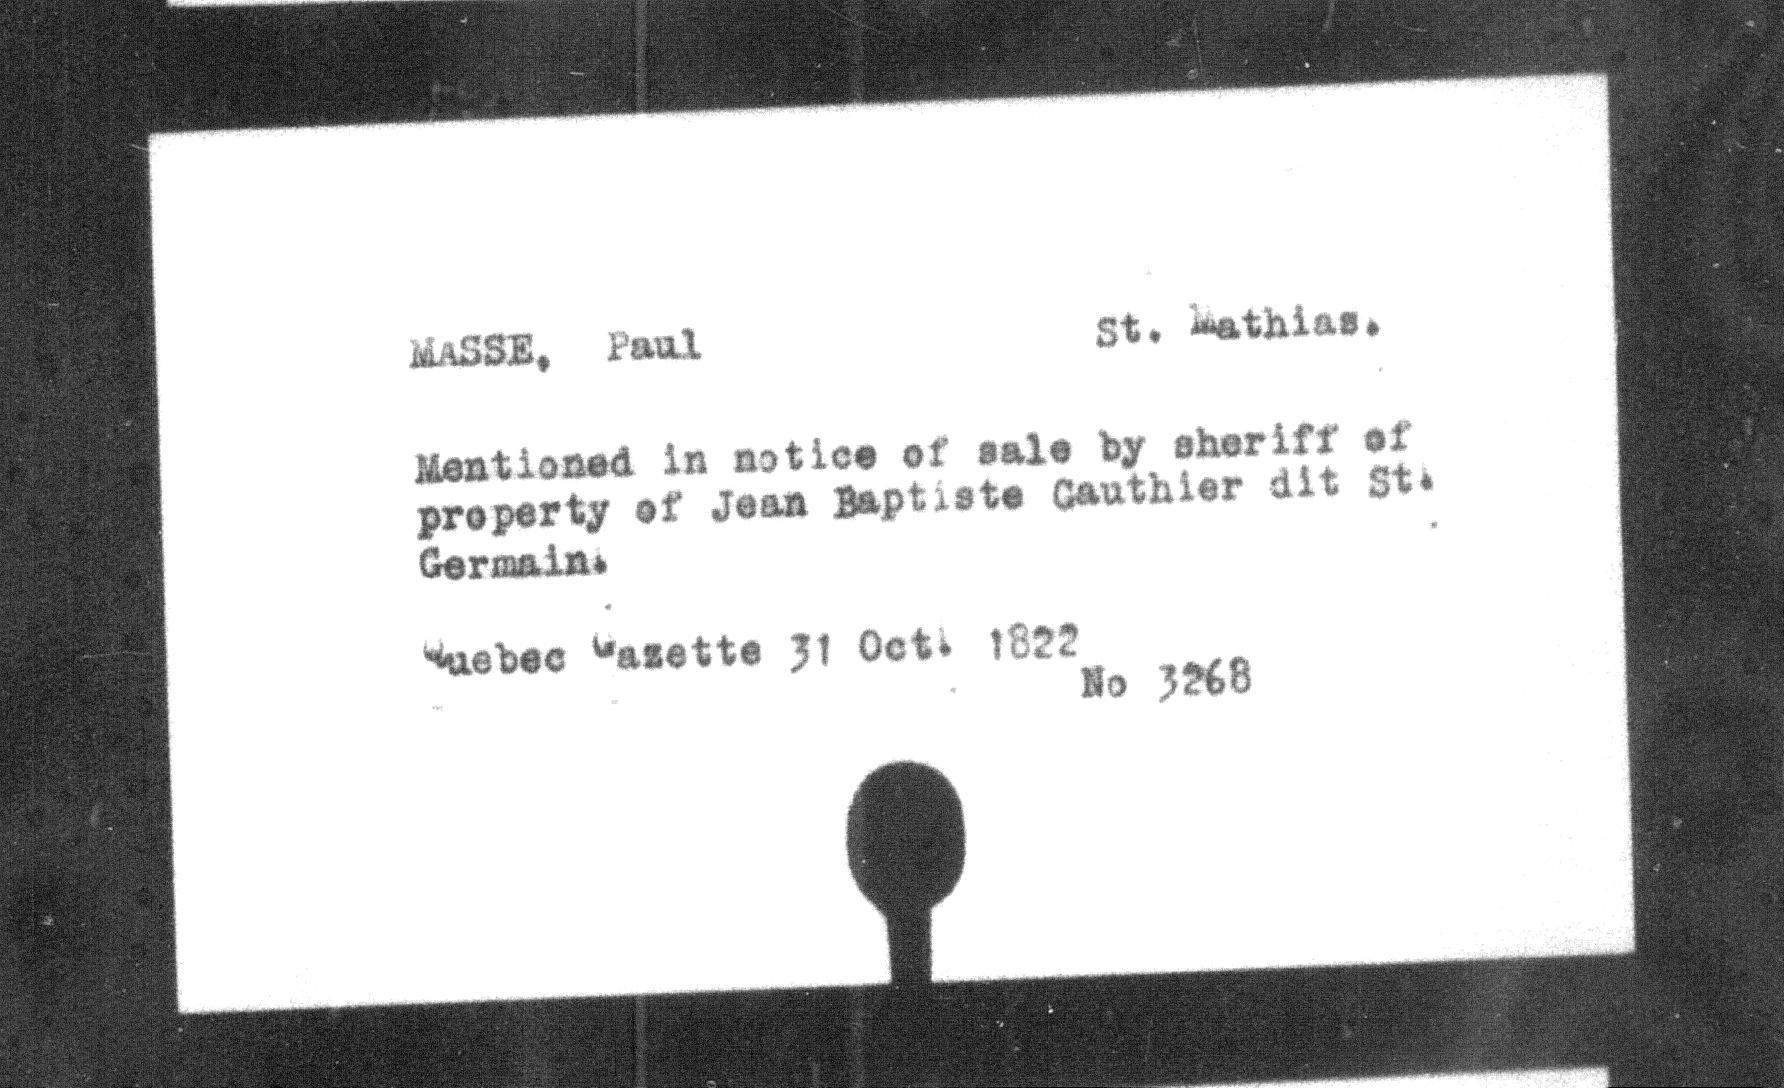 MASSE, Paul St. Mathias.
Mentioned in notice of sale by sheriff of
property of Jean Baptiste Gauthier dit St.
Germain.
Quebec Gazette 31 Oct. 1822
No 3268